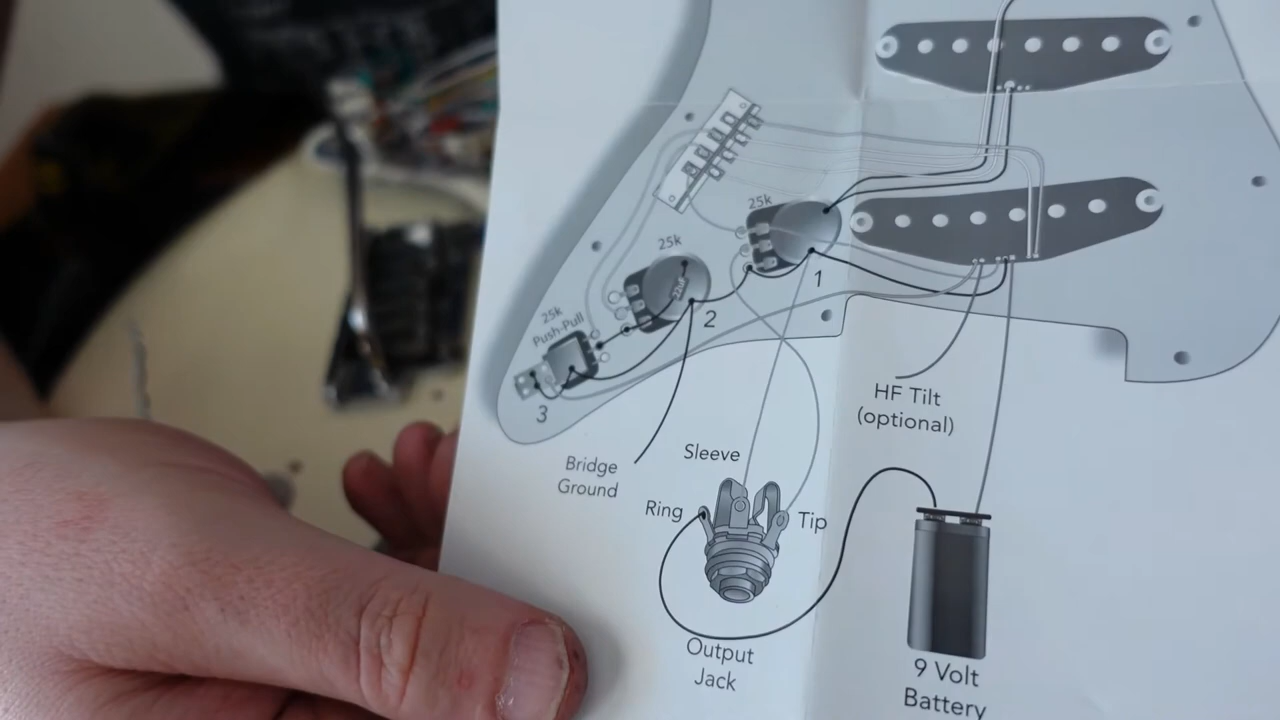 25k
1
25k
.22uF
2
25k
Push-Pull
3
HF Tilt
(optional)
Bridge
Ground
Sleeve
Ring
Tip
Output
Jack
9 Volt
Battery